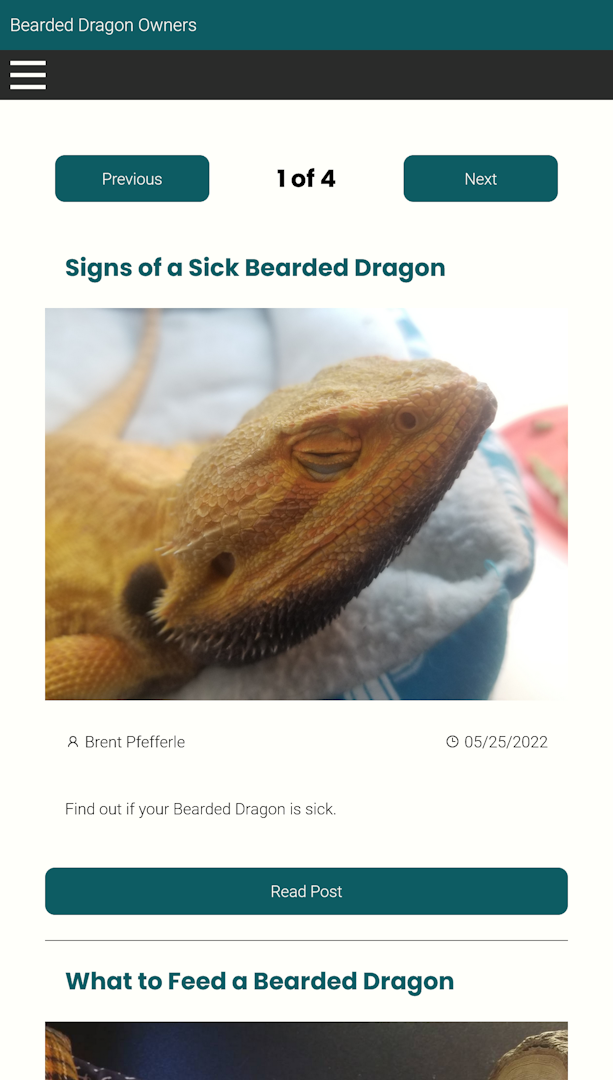 Bearded Dragon Owners
Previous
1 of 4
Next
Signs of a Sick Bearded Dragon
Brent Pfefferle
05/25/2022
Find out if your Bearded Dragon is sick.
Read Post
What to Feed a Bearded Dragon